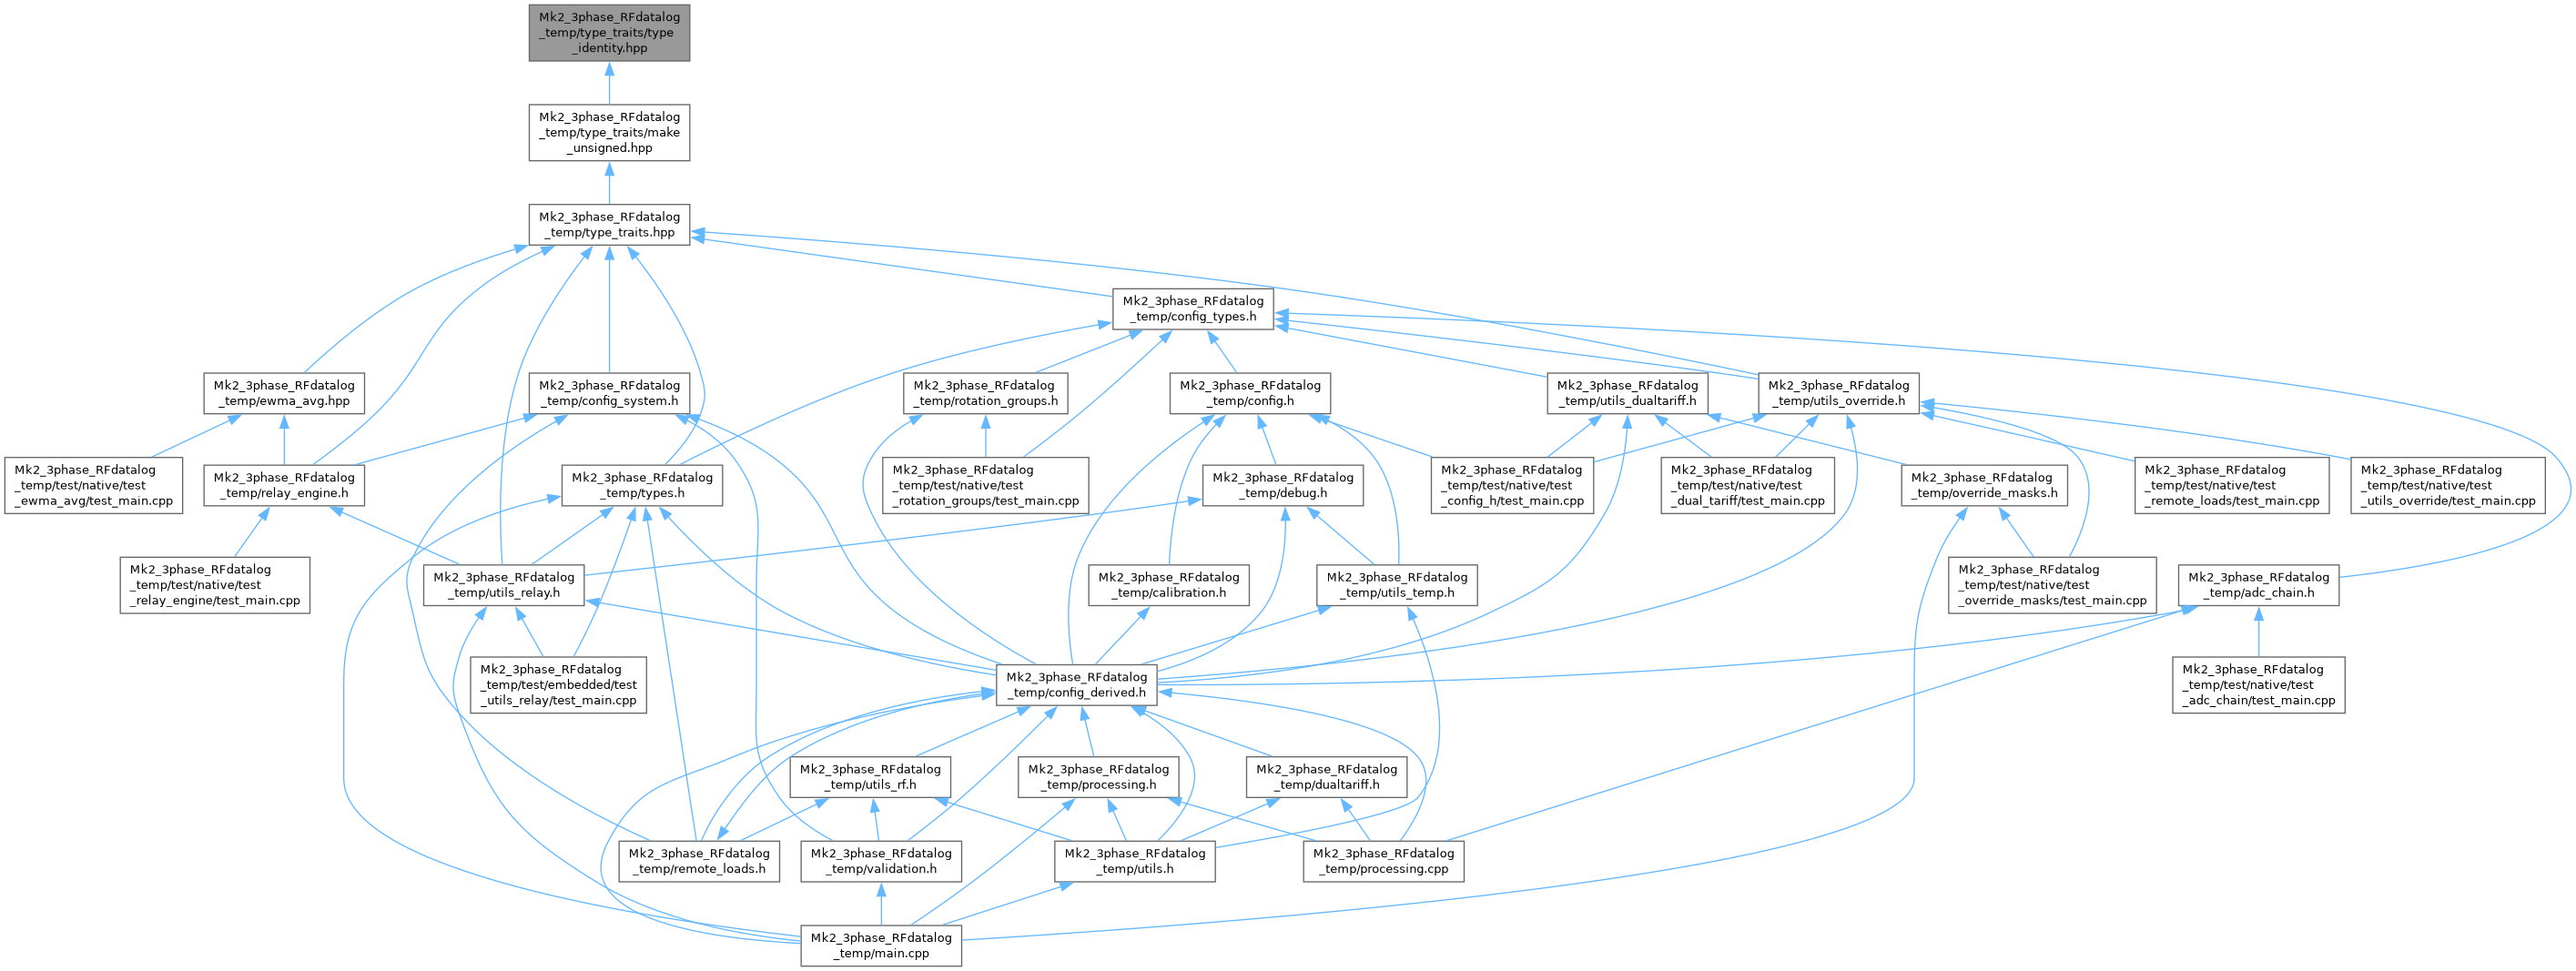 Mk2_3phase_RFdatalog
_temp/type_traits/type
_identity.hpp
Mk2_3phase_RFdatalog
_temp/type_traits/make
_unsigned.hpp
Mk2_3phase_RFdatalog
_temp/type_traits.hpp
Mk2_3phase_RFdatalog
_temp/config_types.h
Mk2_3phase_RFdatalog
_temp/ewma_avg.hpp
Mk2_3phase_RFdatalog
_temp/config_system.h
Mk2_3phase_RFdatalog
_temp/rotation_groups.h
Mk2_3phase_RFdatalog
_temp/config.h
Mk2_3phase_RFdatalog
_temp/utils_dualtariff.h
Mk2_3phase_RFdatalog
_temp/utils_override.h
Mk2_3phase_RFdatalog
_temp/test/native/test
_ewma_avg/test_main.cpp
Mk2_3phase_RFdatalog
_temp/relay_engine.h
Mk2_3phase_RFdatalog
_temp/types.h
Mk2_3phase_RFdatalog
_temp/test/native/test
_rotation_groups/test_main.cpp
Mk2_3phase_RFdatalog
_temp/debug.h
Mk2_3phase_RFdatalog
_temp/test/native/test
_config_h/test_main.cpp
Mk2_3phase_RFdatalog
_temp/test/native/test
_dual_tariff/test_main.cpp
Mk2_3phase_RFdatalog
_temp/override_masks.h
Mk2_3phase_RFdatalog
_temp/test/native/test
_remote_loads/test_main.cpp
Mk2_3phase_RFdatalog
_temp/test/native/test
_utils_override/test_main.cpp
Mk2_3phase_RFdatalog
_temp/test/native/test
_relay_engine/test_main.cpp
Mk2_3phase_RFdatalog
_temp/utils_relay.h
Mk2_3phase_RFdatalog
_temp/calibration.h
Mk2_3phase_RFdatalog
_temp/utils_temp.h
Mk2_3phase_RFdatalog
_temp/test/native/test
_override_masks/test_main.cpp
Mk2_3phase_RFdatalog
_temp/adc_chain.h
Mk2_3phase_RFdatalog
_temp/test/embedded/test
_utils_relay/test_main.cpp
Mk2_3phase_RFdatalog
_temp/config_derived.h
Mk2_3phase_RFdatalog
_temp/test/native/test
_adc_chain/test_main.cpp
Mk2_3phase_RFdatalog
_temp/utils_rf.h
Mk2_3phase_RFdatalog
_temp/processing.h
Mk2_3phase_RFdatalog
_temp/dualtariff.h
Mk2_3phase_RFdatalog
_temp/remote_loads.h
Mk2_3phase_RFdatalog
_temp/validation.h
Mk2_3phase_RFdatalog
_temp/utils.h
Mk2_3phase_RFdatalog
_temp/processing.cpp
Mk2_3phase_RFdatalog
_temp/main.cpp